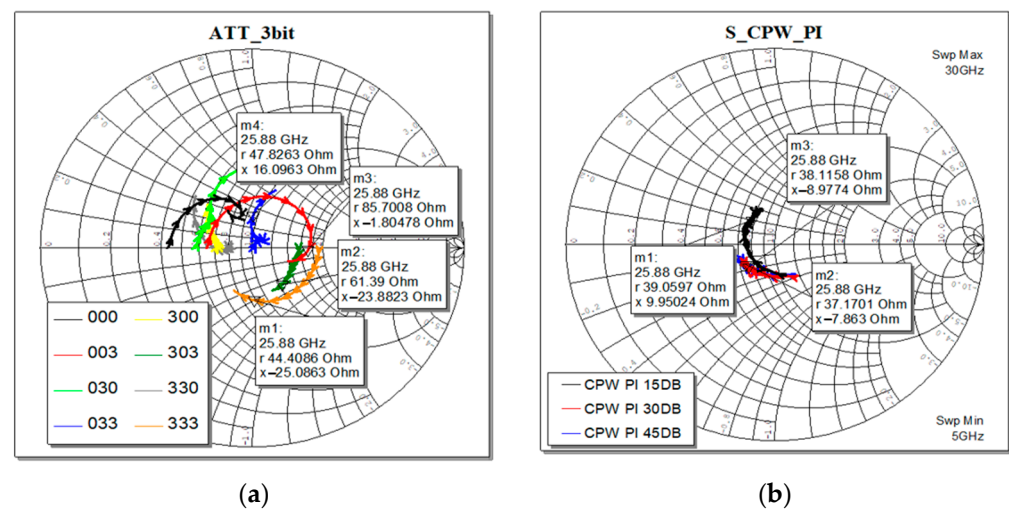 ATT_3bit
m4:
25.88 GHz
r 47.8263 Ohm
x 16.0963 Ohm
m3:
25.88 GHz
r 85.7008 Ohm
x -1.80478 Ohm
m2:
25.88 GHz
r 61.39 Ohm
x -23.8823 Ohm
m1:
25.88 GHz
r 44.4086 Ohm
x -25.0863 Ohm
000
300
003
303
030
330
033
333
(a)
S_CPW_PI
Swp Max
30GHz
m3:
25.88 GHz
r 38.1158 Ohm
x -8.9774 Ohm
m1:
25.88 GHz
r 39.0597 Ohm
x 9.95024 Ohm
m2:
25.88 GHz
r 37.1701 Ohm
x -7.863 Ohm
CPW PI 15DB
CPW PI 30DB
CPW PI 45DB
Swp Min
5GHz
(b)